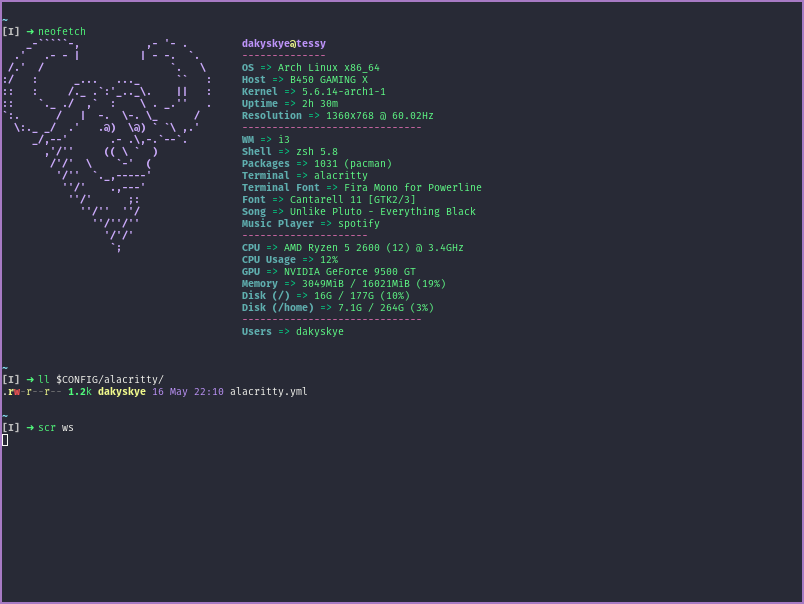 ~
[I] ➜ neofetch
dakyskye@tessy
--------------
OS => Arch Linux x86_64
Host => B450 GAMING X
Kernel => 5.6.14-arch1-1
Uptime => 2h 30m
Resolution => 1360x768 @ 60.02Hz
------------------------------
WM => i3
Shell => zsh 5.8
Packages => 1031 (pacman)
Terminal => alacritty
Terminal Font => Fira Mono for Powerline
Font => Cantarell 11 [GTK2/3]
Song => Unlike Pluto - Everything Black
Music Player => spotify
---------------------
CPU => AMD Ryzen 5 2600 (12) @ 3.4GHz
CPU Usage => 12%
GPU => NVIDIA GeForce 9500 GT
Memory => 3049MiB / 16021MiB (19%)
Disk (/) => 16G / 177G (10%)
Disk (/home) => 7.1G / 264G (3%)
------------------------------
Users => dakyskye
~
[I] ➜ ll $CONFIG/alacritty/
.rw-r--r-- 1.2k dakyskye 16 May 22:10 alacritty.yml
~
[I] ➜ scr ws